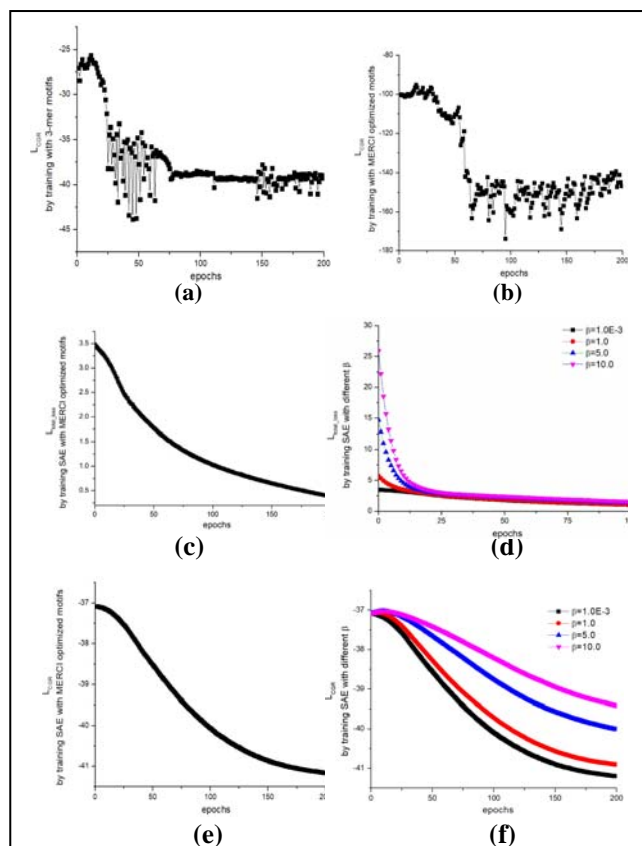 -25
-30
-35
-40
-45
L_CGR
by training with 3-mer motifs
0
50
100
150
200
epochs
(a)
-80
-100
-120
-140
-160
-180
L_CGR
by training with MERCI optimized motifs
0
50
100
150
200
epochs
(b)
3.5
3.0
2.5
2.0
1.5
1.0
0.5
by training SAE with MERCI optimized motifs
0
50
100
150
epochs
(c)
30
25
20
15
10
5
0
by training SAE with different β
β=1.0E-3
β=1.0
β=5.0
β=10.0
0
25
50
75
100
epochs
(d)
-37
-38
-39
-40
-41
L_CGR
by training SAE with MERCI optimized motifs
0
50
100
150
200
epochs
(e)
-37
-38
-39
-40
-41
L_CGR
by training SAE with different β
β=1.0E-3
β=1.0
β=5.0
β=10.0
0
50
100
150
200
epochs
(f)